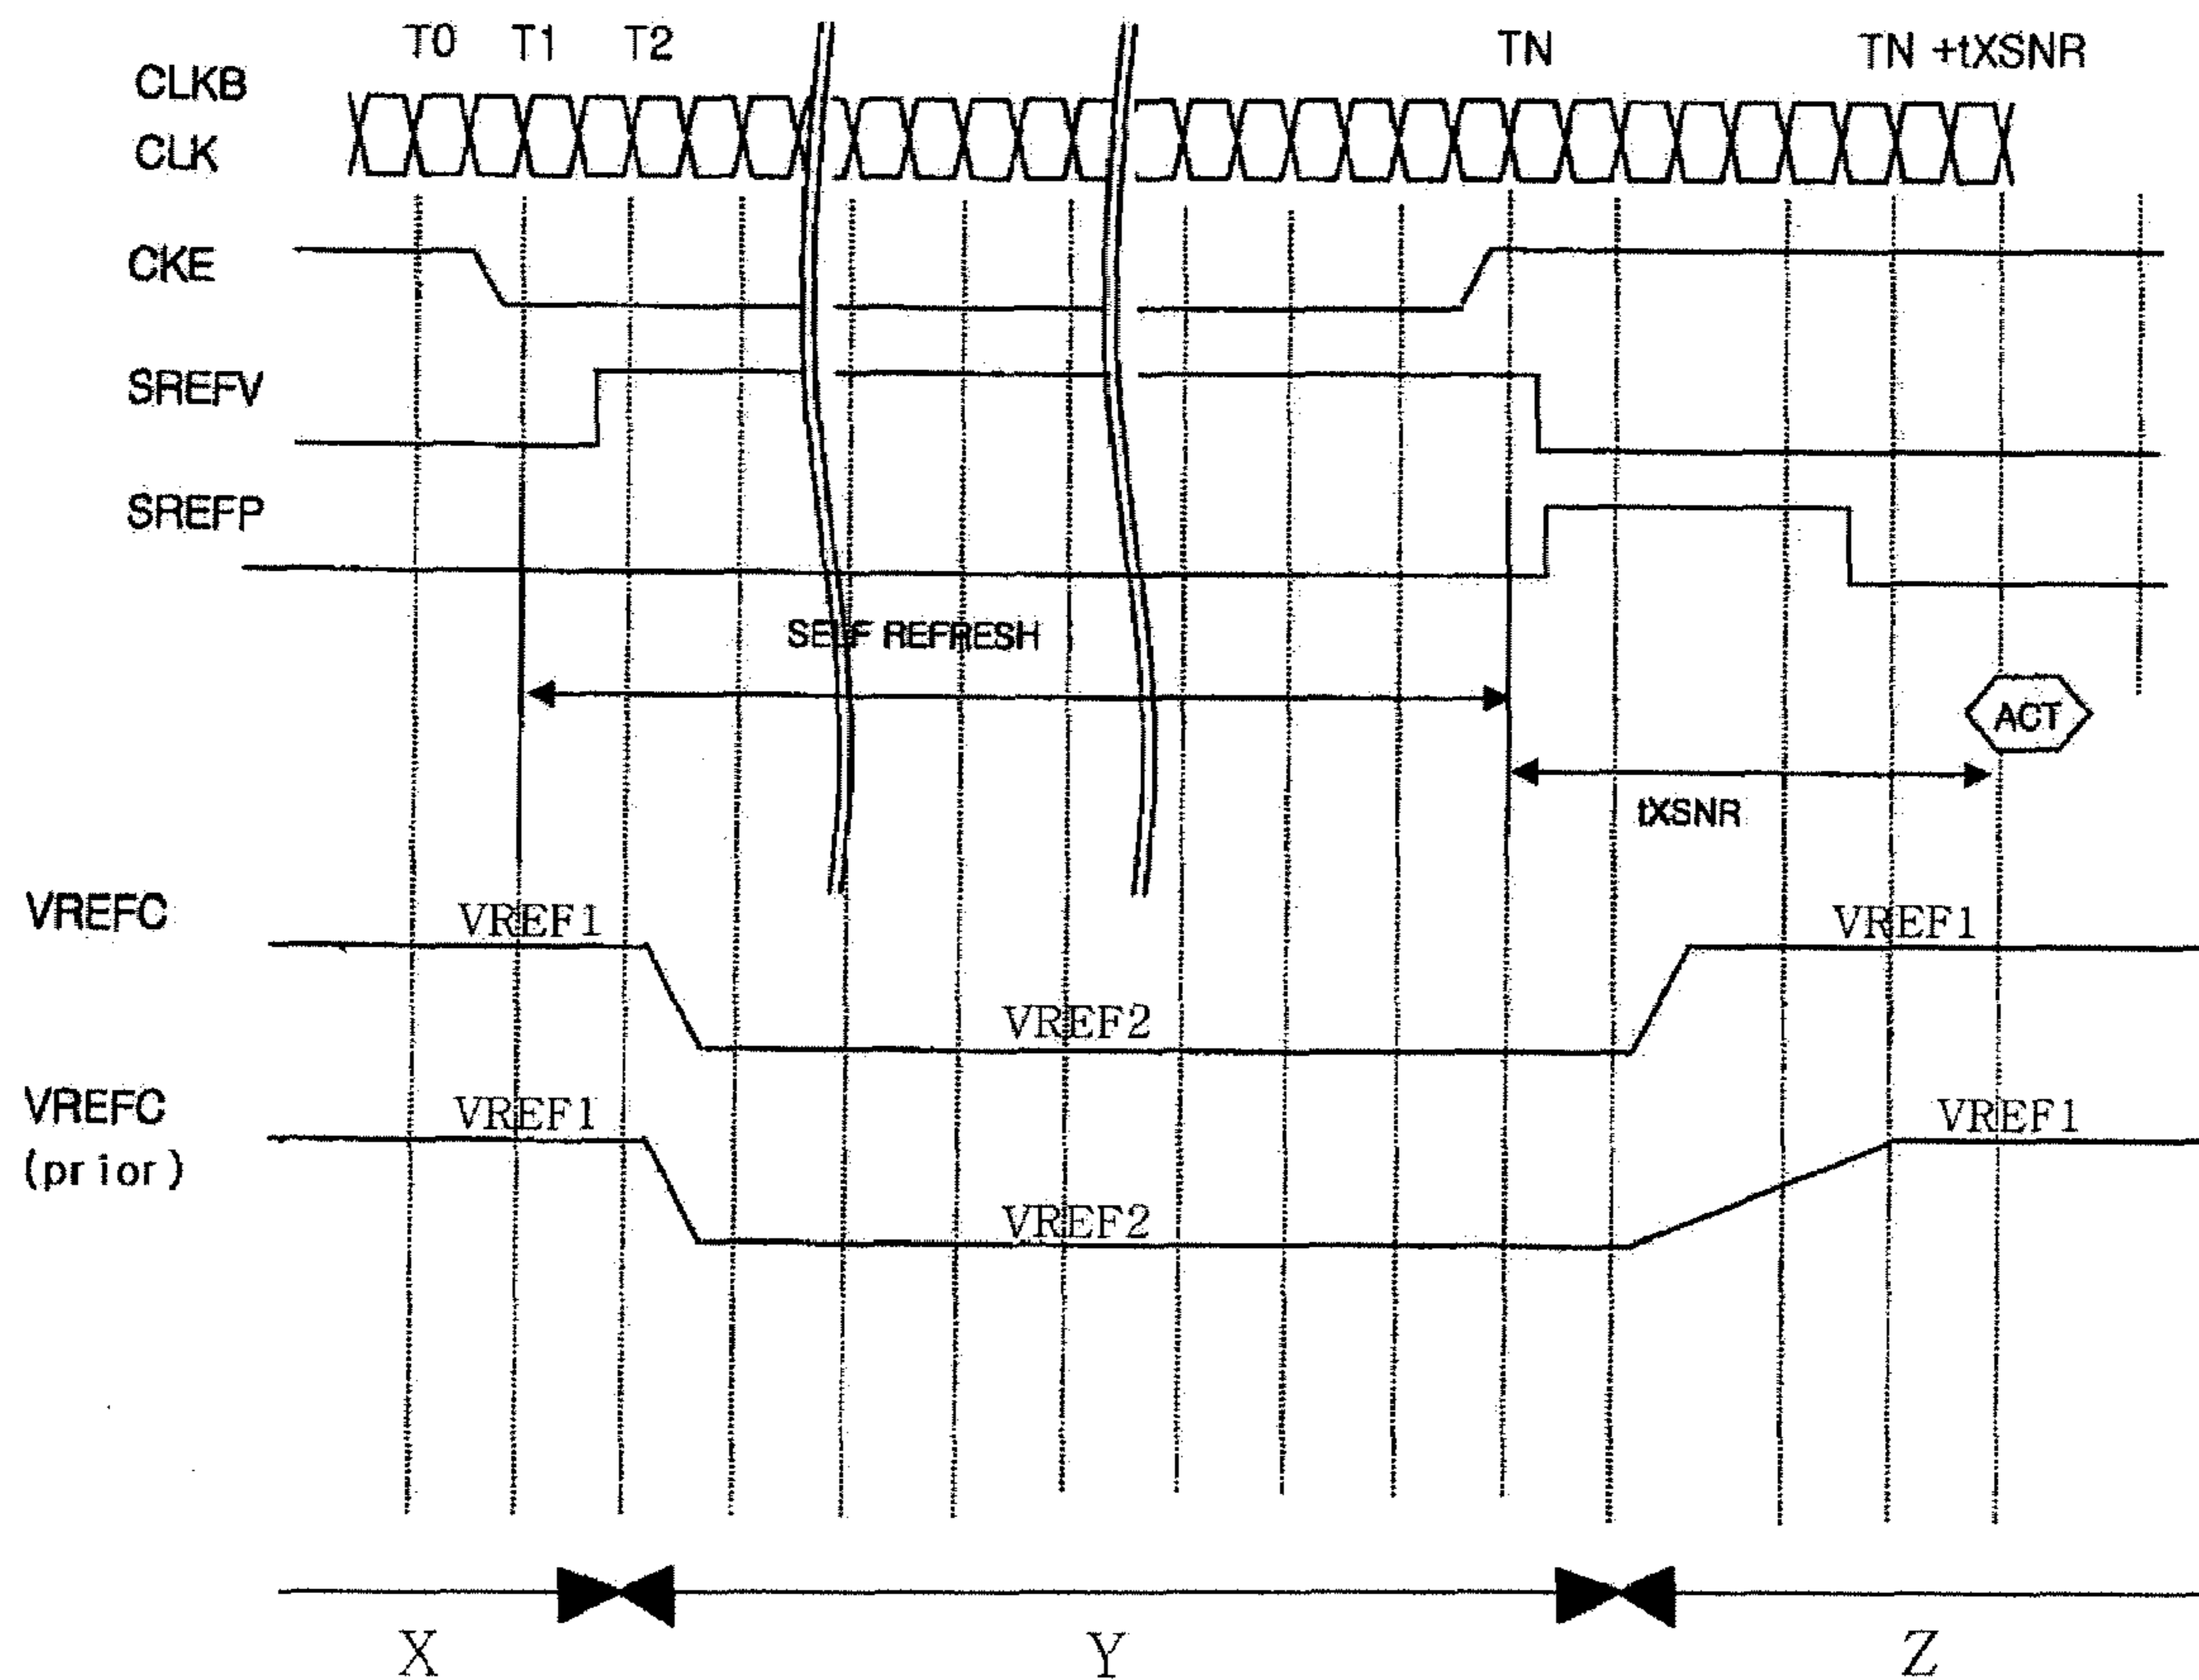 T0 T1 T2 TN TN +tXSNR
CLKB
CLK
CKE
SREFV
SREFP
SELF REFRESH
ACT
tXSNR
VREFC VREF1 VREF1
VREF2
VREFC VREF1 VREF1
(prior)
VREF2
X Y Z